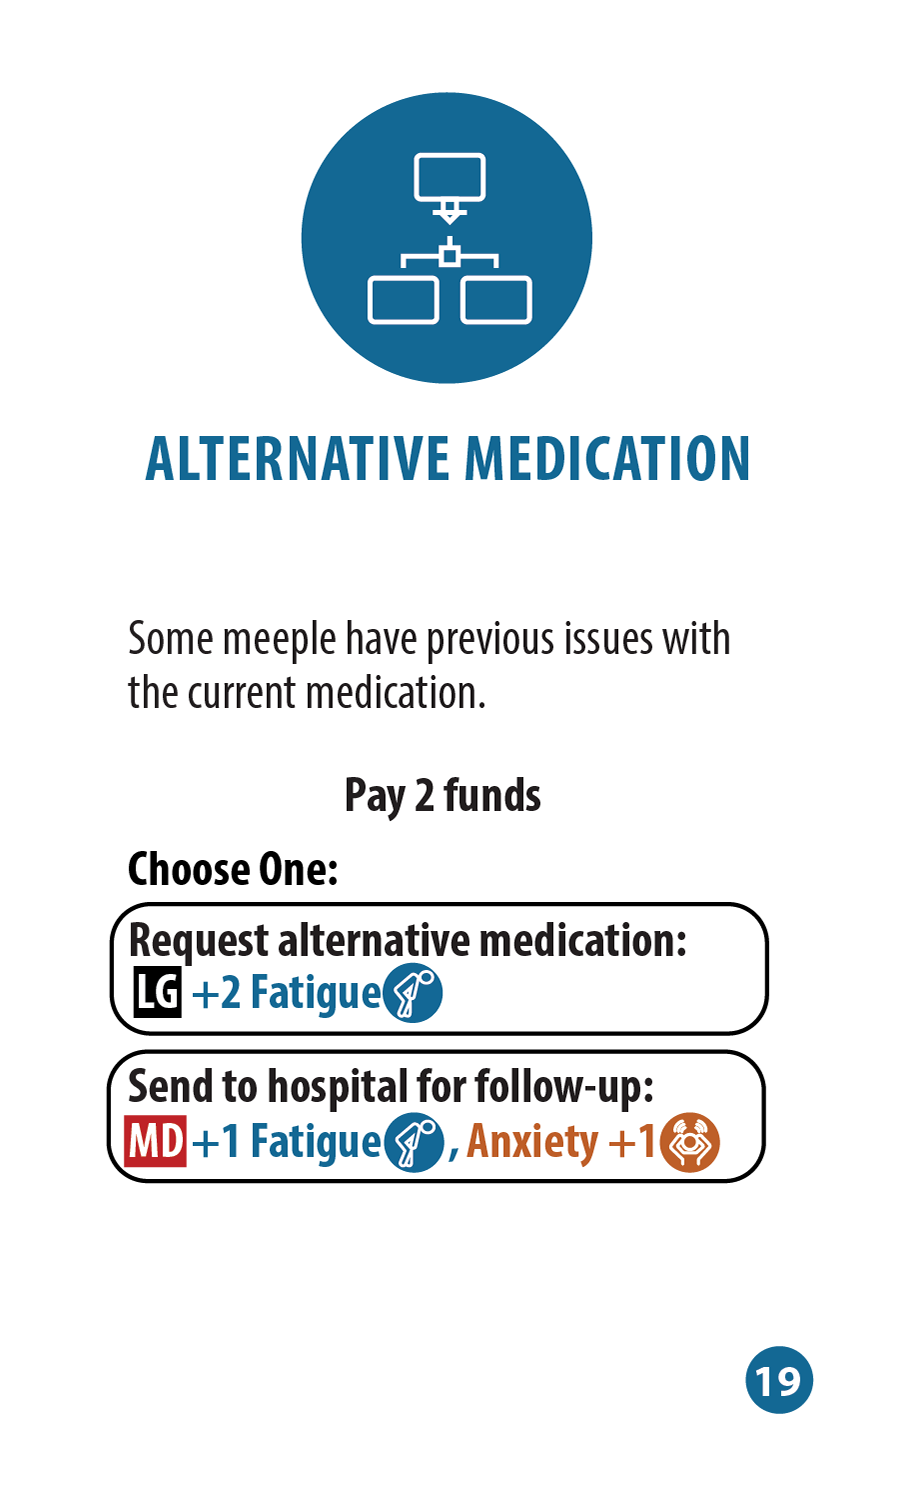 ALTERNATIVE MEDICATION
Some meeple have previous issues with
the current medication.
Pay 2 funds
Choose One:
Request alternative medication:
LG +2 Fatigue
Send to hospital for follow-up:
MD +1 Fatigue , Anxiety +1
19